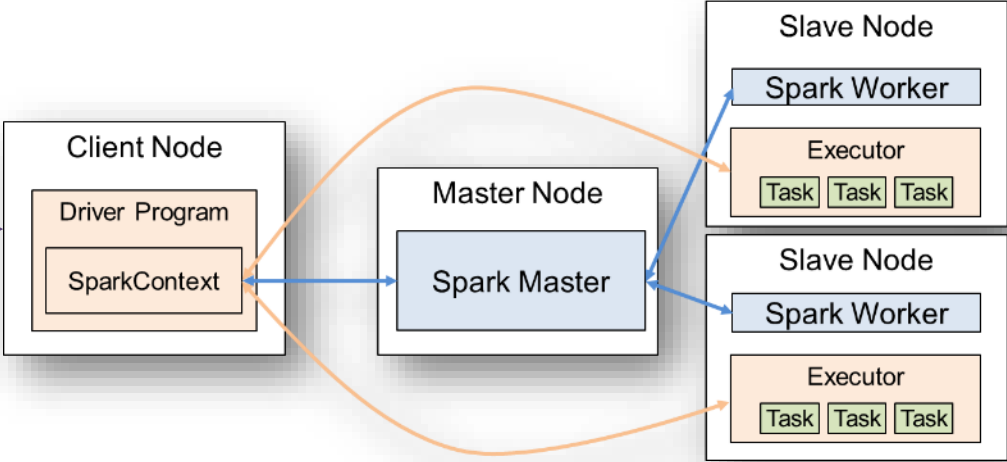 Client Node
Driver Program
SparkContext
Master Node
Spark Master
Slave Node
Spark Worker
Executor
Task Task Task
Slave Node
Spark Worker
Executor
Task Task Task